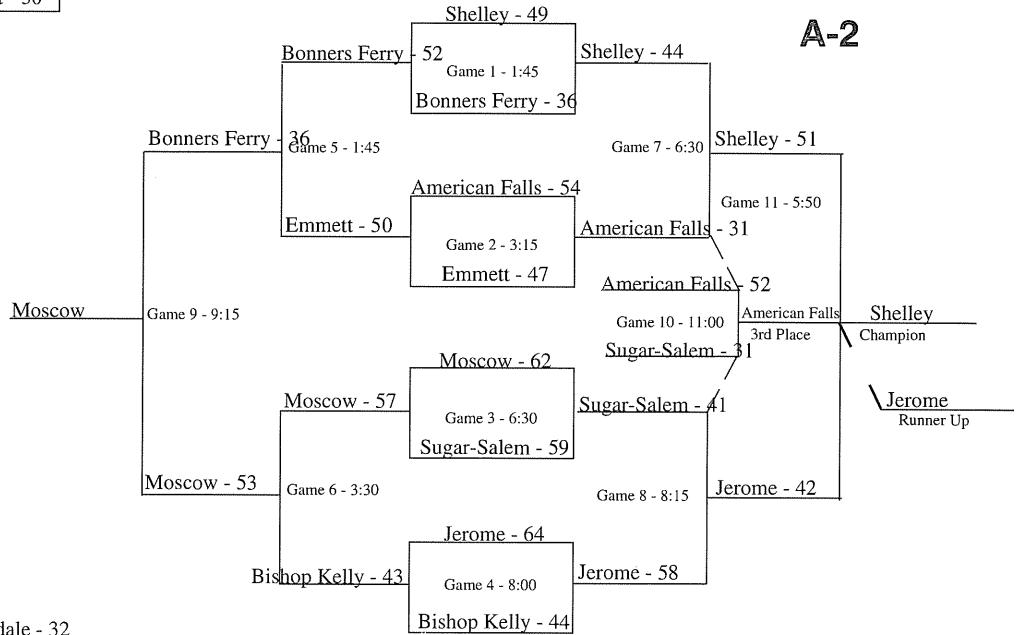 Shelley - 49
A-2
Bonners Ferry - 52
Game 1 - 1:45
Shelley - 44
Bonners Ferry - 36
Bonners Ferry - 36
Game 5 - 1:45
Game 7 - 6:30
Shelley - 51
American Falls - 54
Game 11 - 5:50
Emmett - 50
Game 2 - 3:15
American Falls - 31
Emmett - 47
American Falls - 52
Moscow
Game 9 - 9:15
Game 10 - 11:00
American Falls
3rd Place
Shelley
Champion
Sugar-Salem - 31
Moscow - 62
Moscow - 57
Game 3 - 6:30
Sugar-Salem - 41
Jerome
Runner Up
Sugar-Salem - 59
Moscow - 53
Game 6 - 3:30
Game 8 - 8:15
Jerome - 42
Jerome - 64
Bishop Kelly - 43
Game 4 - 8:00
Jerome - 58
Bishop Kelly - 44
dale - 32